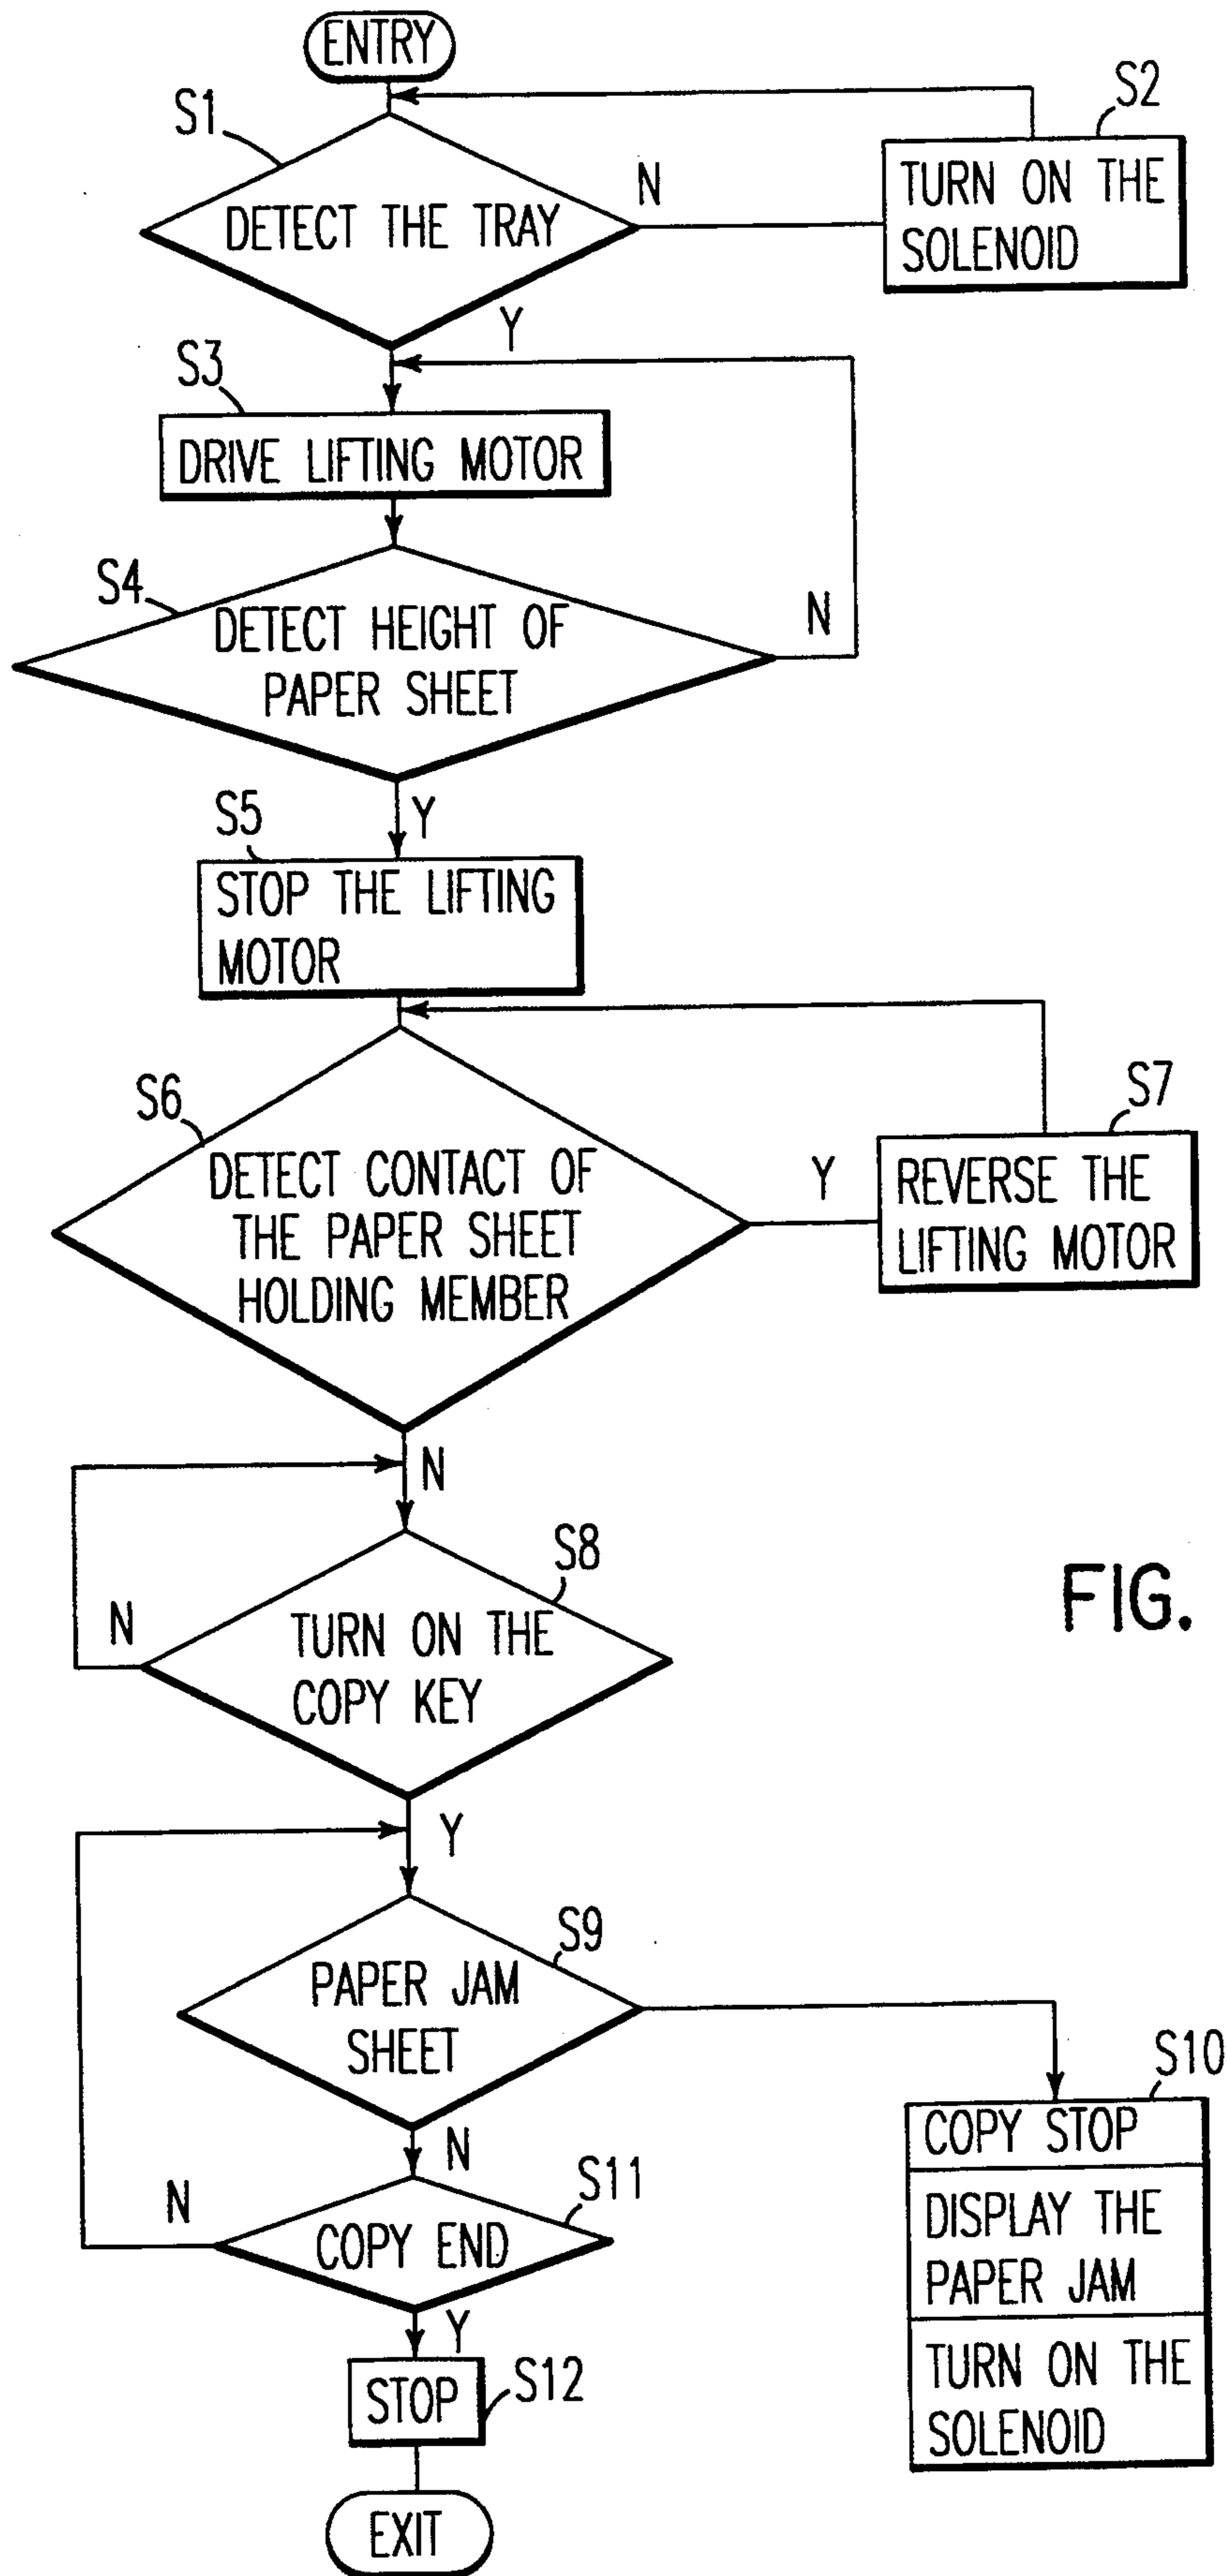 ENTRY
S1
S2
DETECT THE TRAY
N
TURN ON THE
SOLENOID
Y
S3
DRIVE LIFTING MOTOR
S4
DETECT HEIGHT OF
PAPER SHEET
N
Y
S5
STOP THE LIFTING
MOTOR
S6
DETECT CONTACT OF
THE PAPER SHEET
HOLDING MEMBER
Y
S7
REVERSE THE
LIFTING MOTOR
N
S8
TURN ON THE
COPY KEY
N
FIG.
Y
S9
PAPER JAM
SHEET
S10
COPY STOP
DISPLAY THE
PAPER JAM
TURN ON THE
SOLENOID
N
S11
COPY END
N
Y
STOP
S12
EXIT